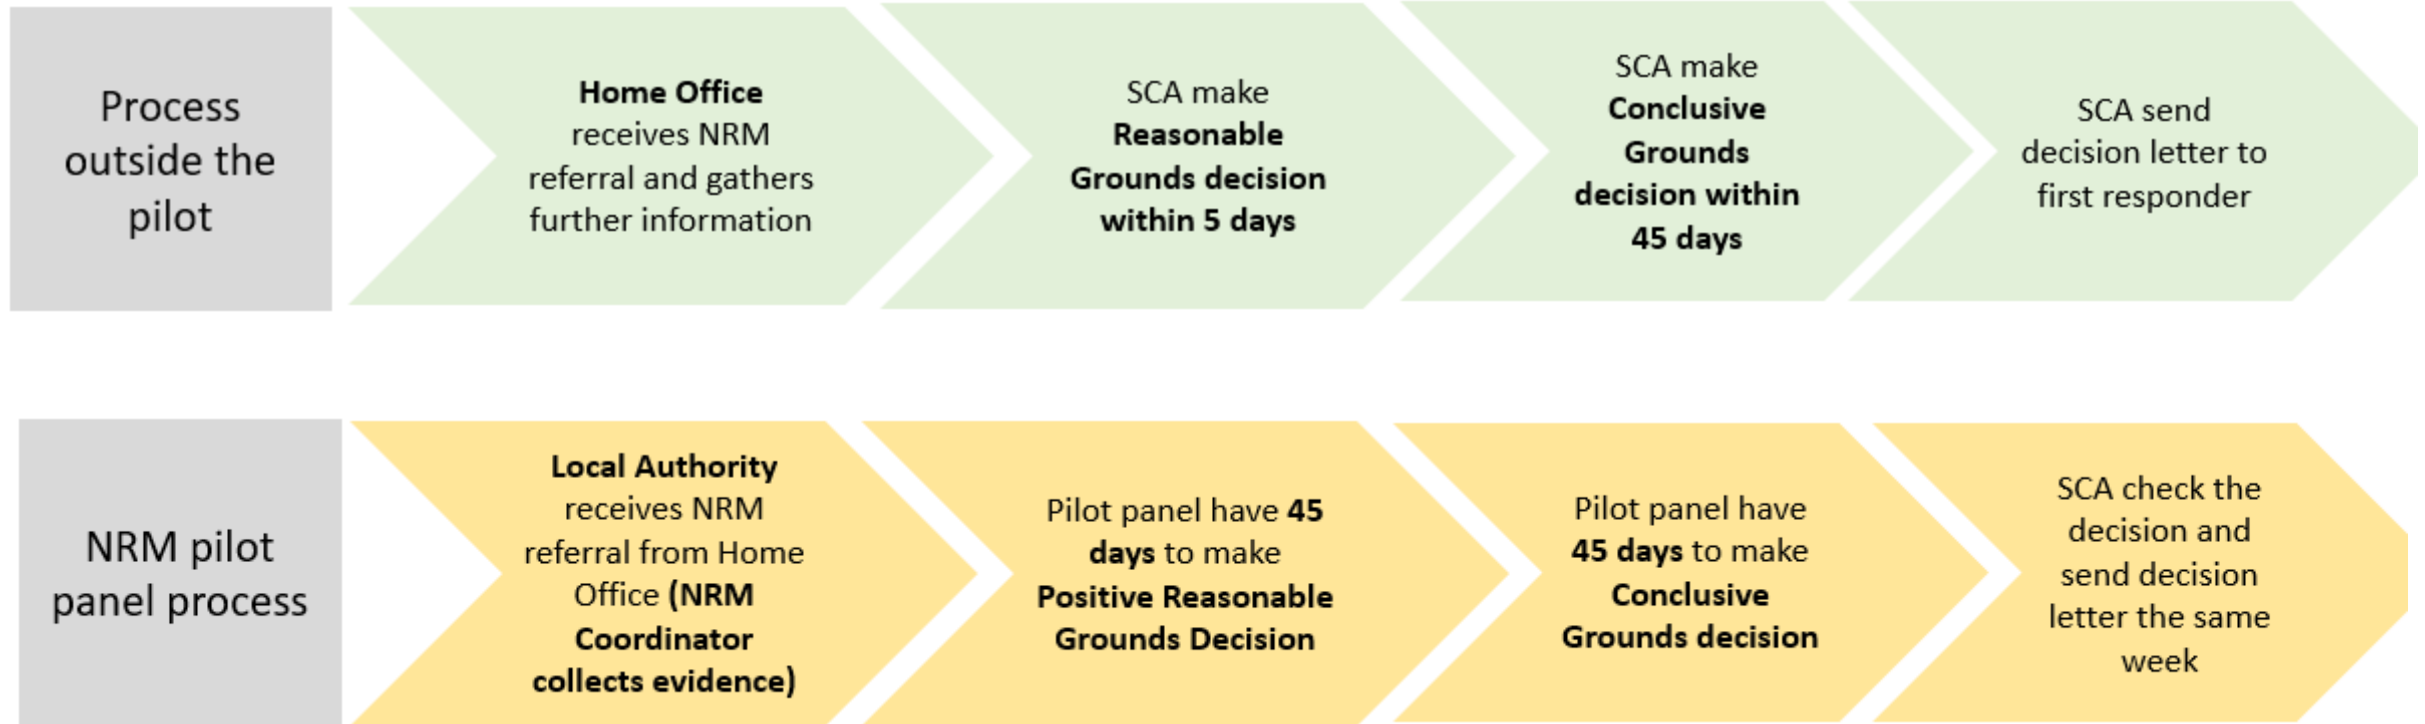 Process
outside the
pilot
Home Office
receives NRM
referral and gathers
further information
SCA make
Reasonable
Grounds decision
within 5 days
SCA make
Conclusive
Grounds
decision within
45 days
SCA send
decision letter to
first responder
NRM pilot
panel process
Local Authority
receives NRM
referral from Home
Office (NRM
Coordinator
collects evidence)
Pilot panel have 45
days to make
Positive Reasonable
Grounds Decision
Pilot panel have
45 days to make
Conclusive
Grounds decision
SCA check the
decision and
send decision
letter the same
week